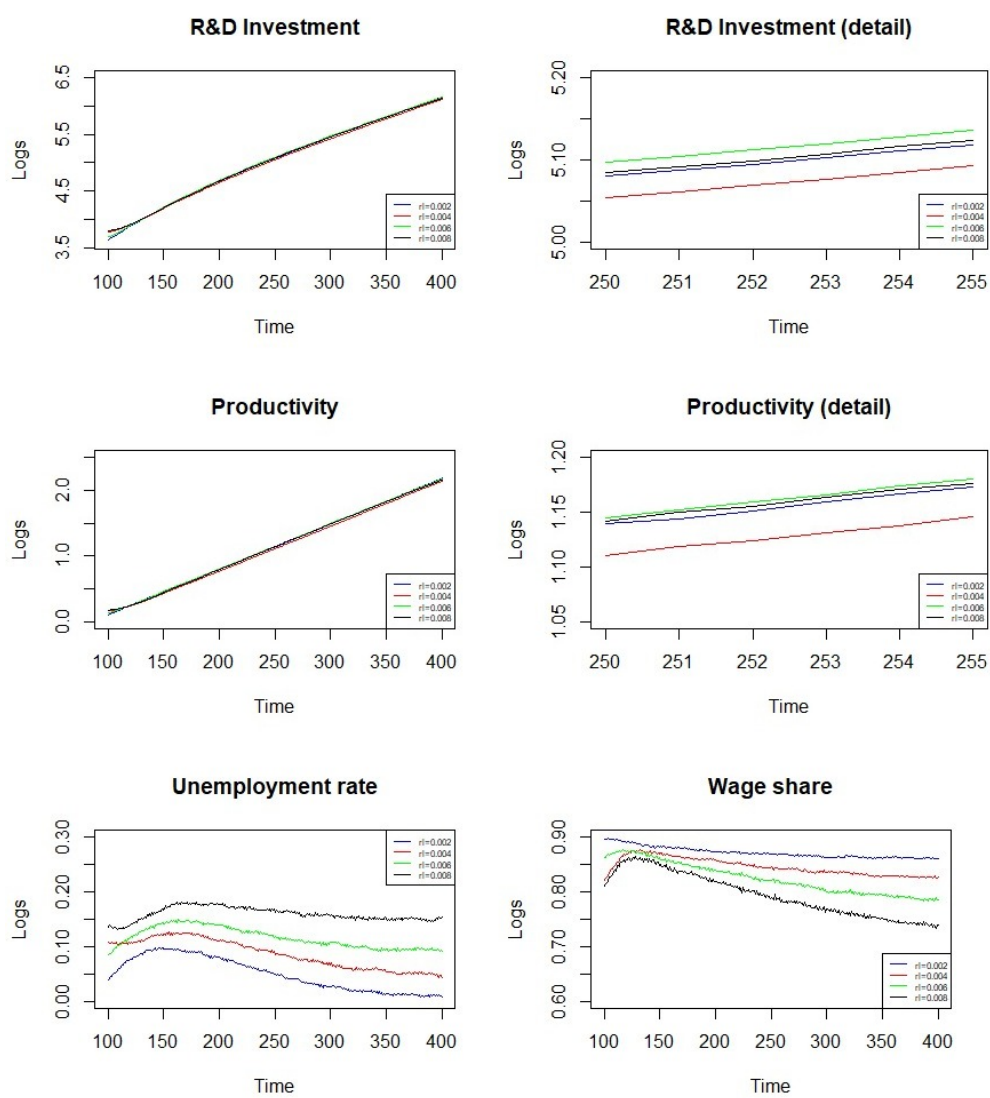 R&D Investment
Logs
3.5 4.5 5.5 6.5
rl=0.002
rl=0.004
rl=0.006
rl=0.008
100 150 200 250 300 350 400
Time
R&D Investment (detail)
Logs
5.00 5.10 5.20
rl=0.002
rl=0.004
rl=0.006
rl=0.008
250 251 252 253 254 255
Time
Productivity
Logs
0.0 1.0 2.0
rl=0.002
rl=0.004
rl=0.006
rl=0.008
100 150 200 250 300 350 400
Time
Productivity (detail)
Logs
1.05 1.10 1.15 1.20
rl=0.002
rl=0.004
rl=0.006
rl=0.008
250 251 252 253 254 255
Time
Unemployment rate
Logs
0.00 0.10 0.20 0.30
rl=0.002
rl=0.004
rl=0.006
rl=0.008
100 150 200 250 300 350 400
Time
Wage share
Logs
0.60 0.70 0.80 0.90
rl=0.002
rl=0.004
rl=0.006
rl=0.008
100 150 200 250 300 350 400
Time